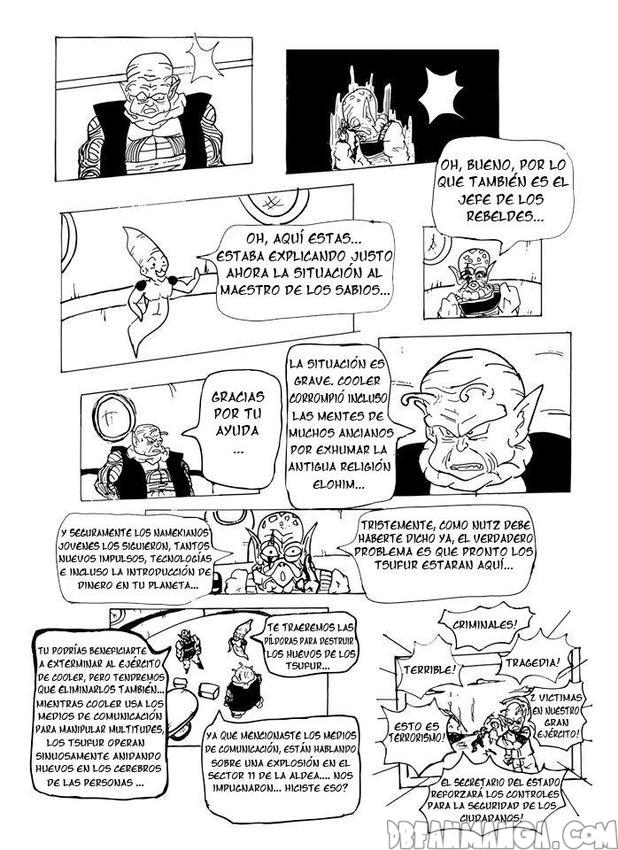 OH, BUENO, POR LO
QUE TAMBIÉN ES EL
JEFE DE LOS
REBELDES...
OH, AQUÍ ESTAS...
ESTABA EXPLICANDO JUSTO
AHORA LA SITUACIÓN AL
MAESTRO DE LOS SABIOS...
GRACIAS
POR TU
AYUDA
...
LA SITUACIÓN ES
GRAVE. COOLER
CORROMPIÓ INCLUSO
LAS MENTES DE
MUCHOS ANCIANOS
POR EXHUMAR LA
ANTIGUA RELIGIÓN
ELOHIM...
Y SEGURAMENTE LOS NAMEKIANOS
JOVENES LOS SIGUIERON, TANTOS
NUEVOS IMPULSOS, TECNOLOGÍAS
E INCLUSO LA INTRODUCCIÓN DE
DINERO EN TU PLANETA...
TRISTEMENTE, COMO NUTZ DEBE
HABERTE DICHO YA, EL VERDADERO
PROBLEMA ES QUE PRONTO LOS
TSUFUR ESTARAN AQUÍ...
TU PODRÍAS BENEFICIARTE
A EXTERMINAR AL EJÉRCITO
DE COOLER, PERO TENDREMOS
QUE ELIMINARLOS TAMBIÉN...
MIENTRAS COOLER USA LOS
MEDIOS DE COMUNICACIÓN
PARA MANIPULAR MULTITUDES,
LOS TSUFUR OPERAN
SINUOSAMENTE ANIDANDO
HUEVOS EN LOS CEREBROS
DE LAS PERSONAS ...
TE TRAEREMOS LAS
PÍLDORAS PARA DESTRUIR
LOS HUEVOS DE LOS
TSUFUR...
YA QUE MENCIONASTE LOS MEDIOS
DE COMUNICACIÓN, ESTÁN HABLANDO
SOBRE UNA EXPLOSIÓN EN EL
SECTOR 11 DE LA ALDEA.... NOS
IMPUGNARON... HICISTE ESO?
CRIMINALES!
TERRIBLE!
TRAGEDIA!
2 VICTIMAS
EN NUESTRO
GRAN
EJÉRCITO!
ESTO ES
TERRORISMO!
EL SECRETARIO DEL ESTADO
REFORZARÁ LOS CONTROLES
PARA LA SEGURIDAD DE LOS
CIUDADANOS!
DBFANMANGA.COM